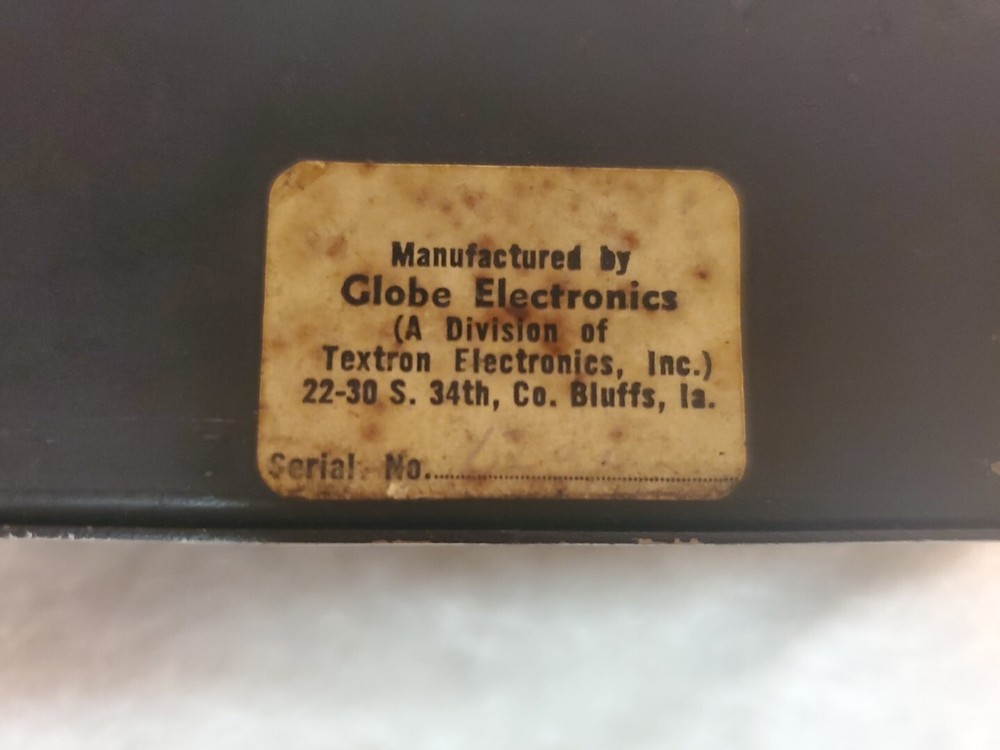 Manufactured by
Globe Electronics
(A Division of
Textron Electronics, Inc.)
22-30 S. 34th, Co. Bluffs, Ia.
Serial No.